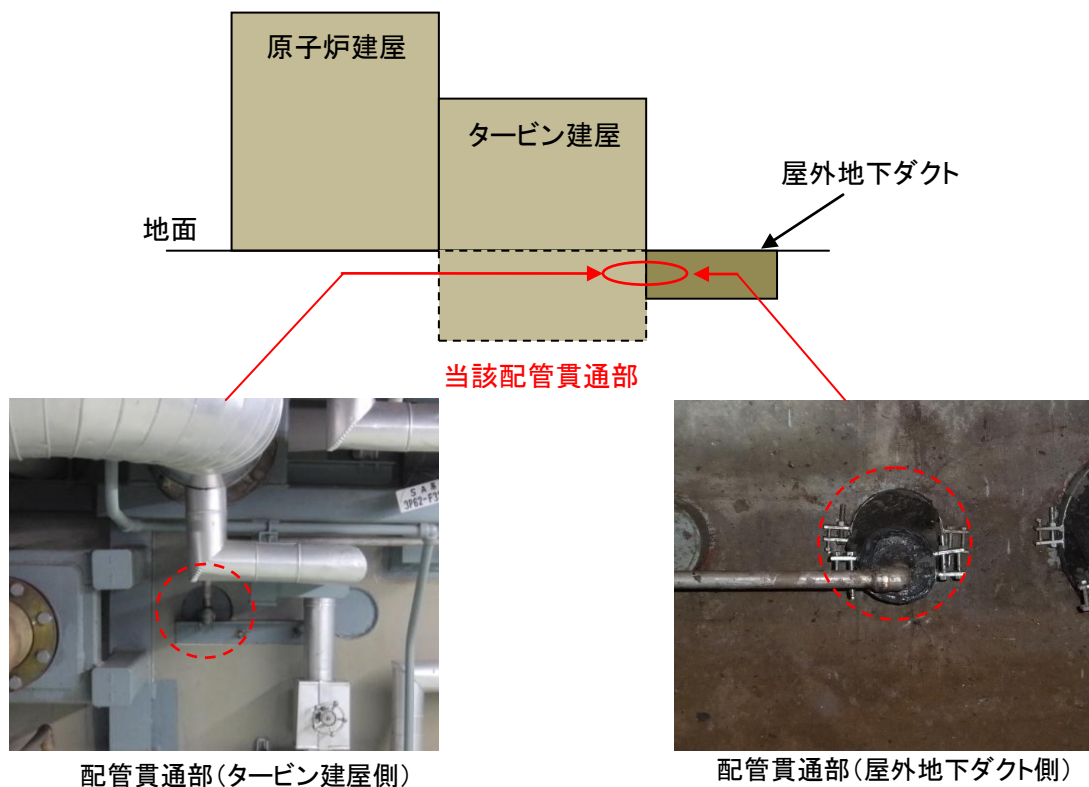 原子炉建屋
タービン建屋
屋外地下ダクト
地面
当該配管貫通部
配管貫通部(タービン建屋側)
配管貫通部(屋外地下ダクト側)